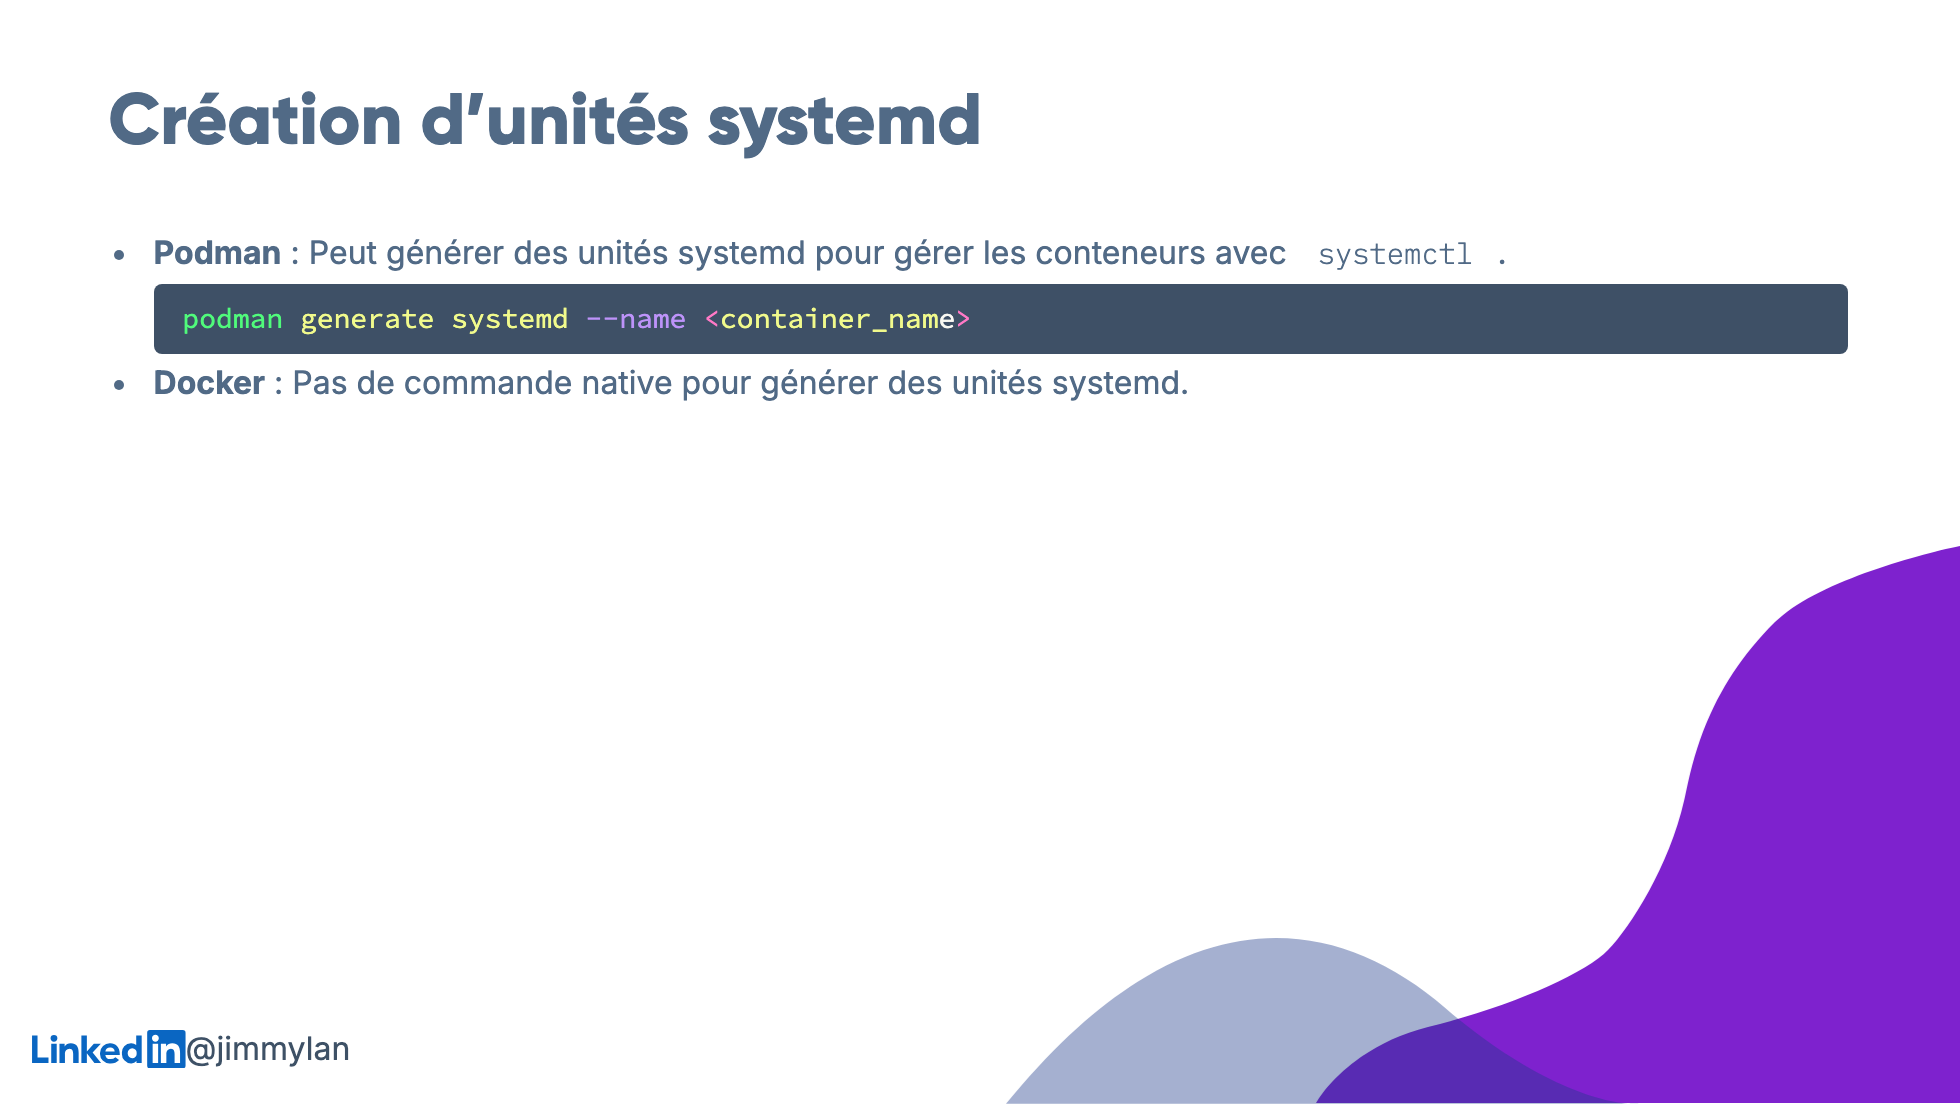 Création d’unités systemd
• Podman : Peut générer des unités systemd pour gérer les conteneurs avec systemctl .
podman generate systemd --name <container_name>
• Docker : Pas de commande native pour générer des unités systemd.
LinkedIn @jimmylan